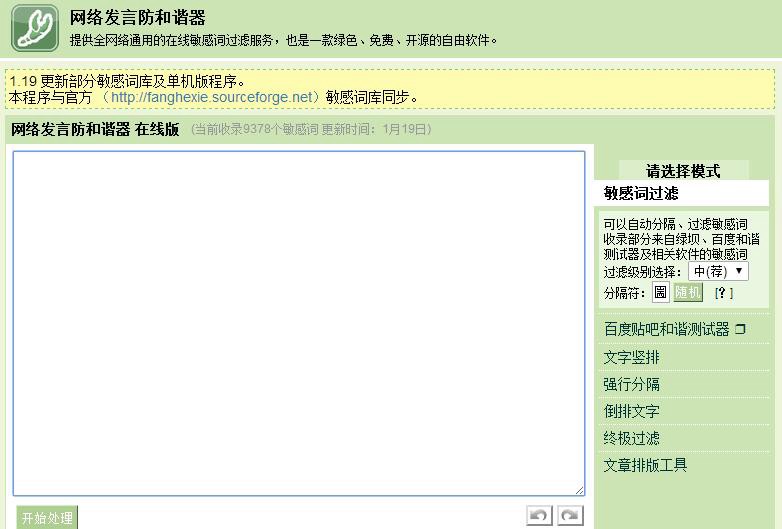 网络发言防和谐器
提供全网络通用的在线敏感词过滤服务，也是一款绿色、免费、开源的自由软件。
1.19 更新部分敏感词库及单机版程序。
本程序与官方（http://fanghexie.sourceforge.net）敏感词库同步。
网络发言防和谐器 在线版 (当前收录9378个敏感词 更新时间：1月19日)
请选择模式
敏感词过滤
可以自动分隔、过滤敏感词
收录部分来自绿坝、百度和谐
测试器及相关软件的敏感词
过滤级别选择：中(荐)
分隔符： 随机 [?]
百度贴吧和谐测试器
文字竖排
强行分隔
倒排文字
终极过滤
文章排版工具
开始处理